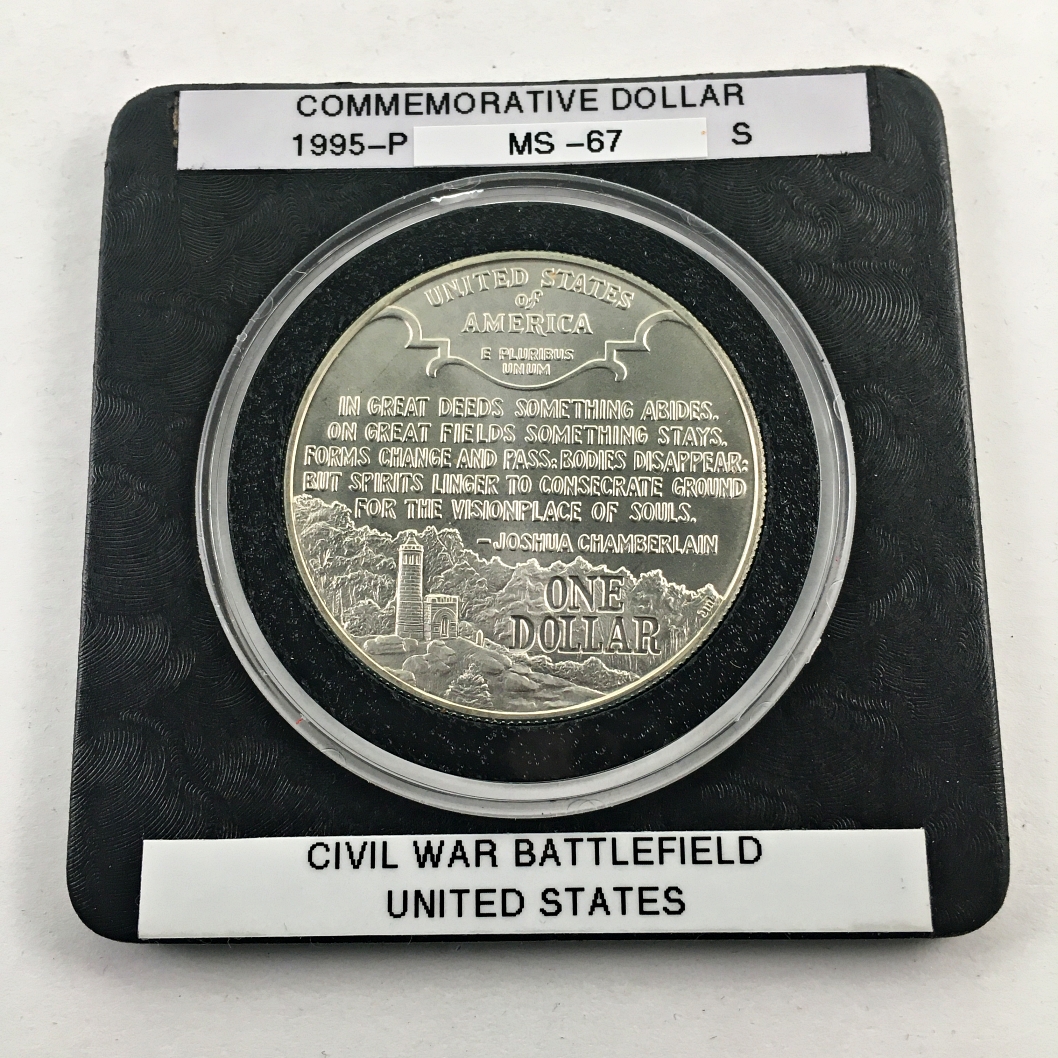 COMMEMORATIVE DOLLAR
1995-P MS -67 S
UNITED STATES
of
AMERICA
E PLURIBUS
UNUM
IN GREAT DEEDS SOMETHING ABIDES.
ON GREAT FIELDS SOMETHING STAYS.
FORMS CHANGE AND PASS; BODIES DISAPPEAR;
BUT SPIRITS LINGER TO CONSECRATE GROUND
FOR THE VISIONPLACE OF SOULS.
-JOSHUA CHAMBERLAIN
ONE
DOLLAR
CIVIL WAR BATTLEFIELD
UNITED STATES